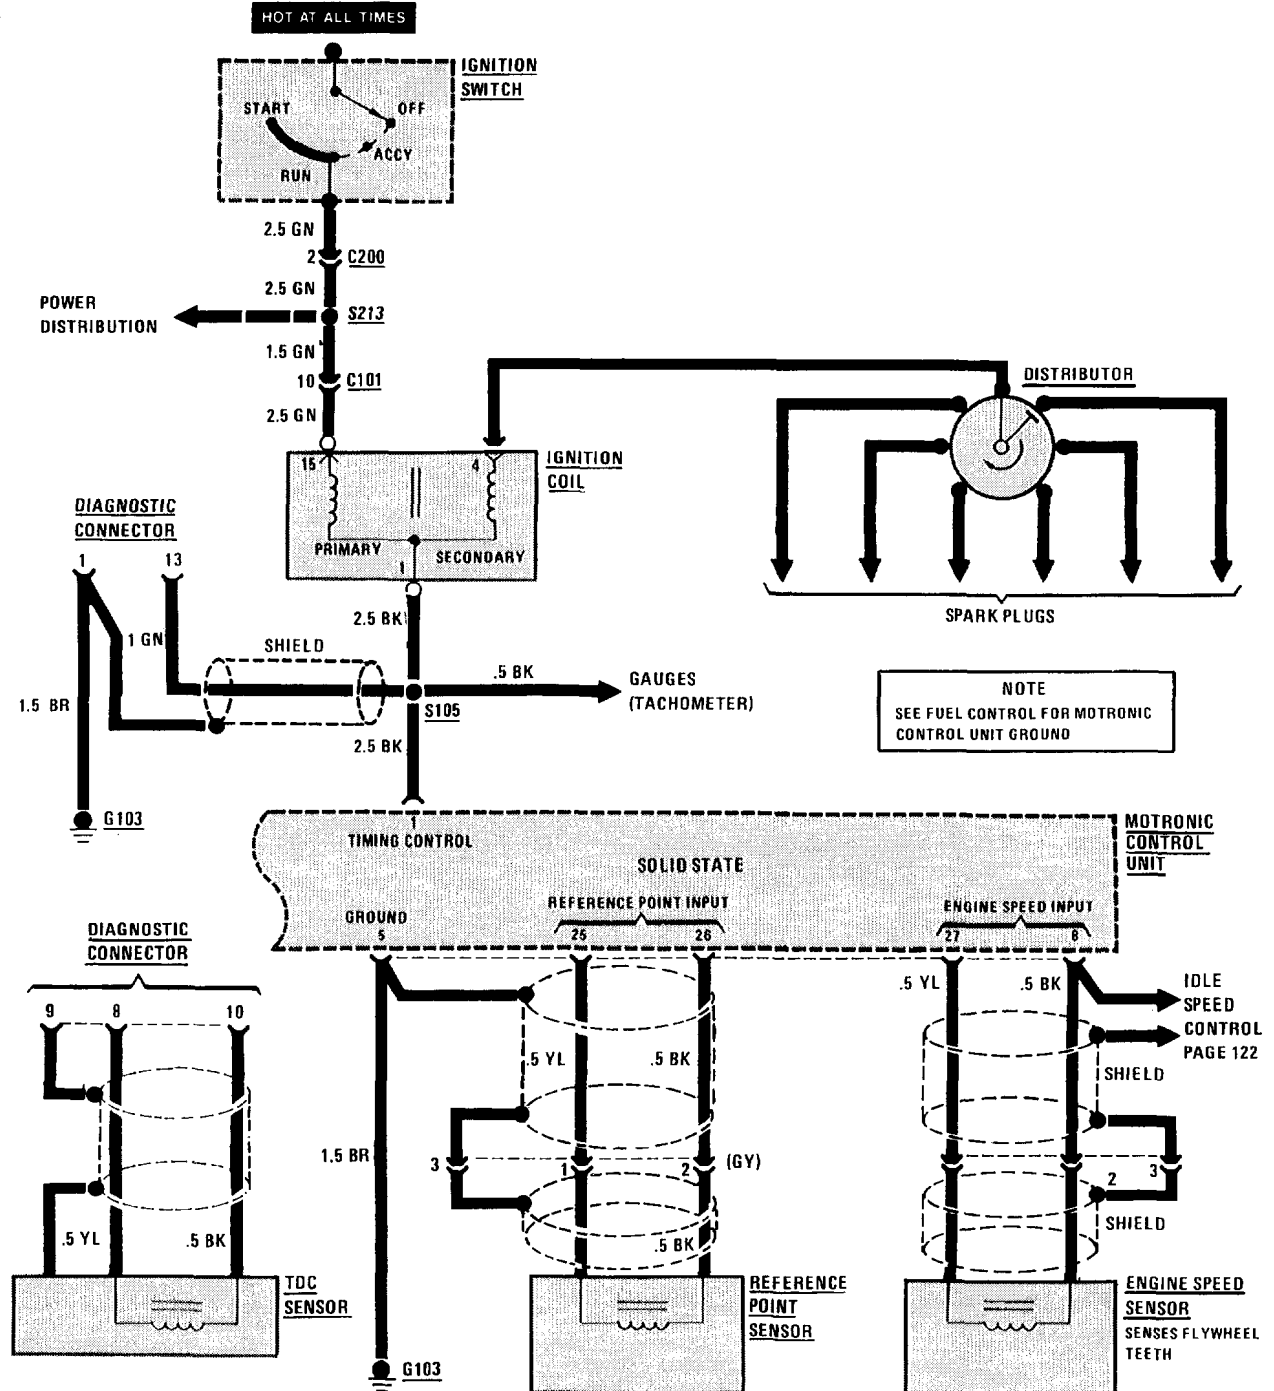 HOT AT ALL TIMES
IGNITION
SWITCH
START
OFF
ACCY
RUN
2.5 GN
2
C200
2.5 GN
POWER
DISTRIBUTION
S213
1.5 GN
10
C101
2.5 GN
DISTRIBUTOR
15
4
IGNITION
COIL
PRIMARY
SECONDARY
1
DIAGNOSTIC
CONNECTOR
1
13
SPARK PLUGS
2.5 BK
1 GN
SHIELD
.5 BK
GAUGES
(TACHOMETER)
1.5 BR
S105
2.5 BK
NOTE
SEE FUEL CONTROL FOR MOTRONIC
CONTROL UNIT GROUND
G103
1
TIMING CONTROL
SOLID STATE
MOTRONIC
CONTROL
UNIT
REFERENCE POINT INPUT
ENGINE SPEED INPUT
GROUND
5
25
26
27
8
DIAGNOSTIC
CONNECTOR
9
8
10
.5 YL
.5 BK
IDLE
SPEED
CONTROL
PAGE 122
.5 YL
.5 BK
SHIELD
1.5 BR
3
1
2
(GY)
1
2
3
SHIELD
.5 YL
.5 BK
.5 BK
TDC
SENSOR
REFERENCE
POINT
SENSOR
ENGINE SPEED
SENSOR
SENSES FLYWHEEL
TEETH
G103